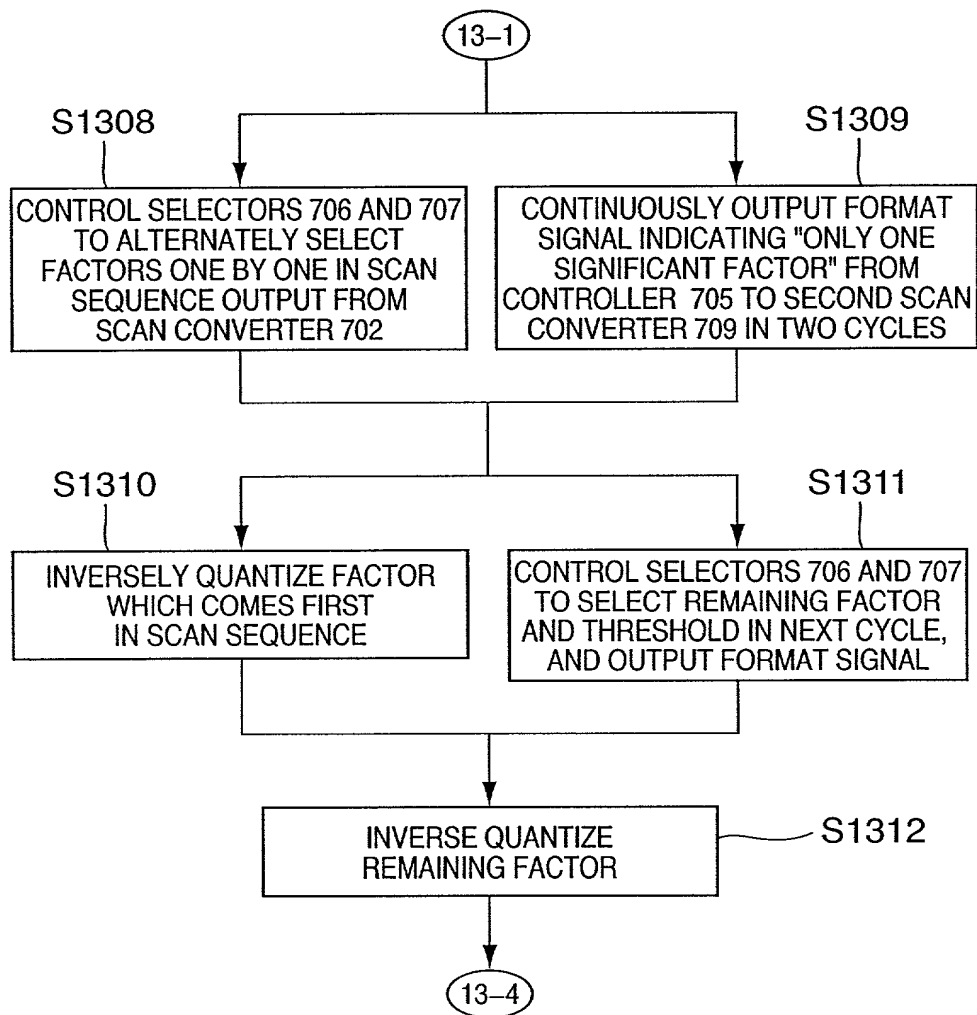 13–1
S1308
S1309
CONTROL SELECTORS 706 AND 707
TO ALTERNATELY SELECT
FACTORS ONE BY ONE IN SCAN
SEQUENCE OUTPUT FROM
SCAN CONVERTER 702
CONTINUOUSLY OUTPUT FORMAT
SIGNAL INDICATING "ONLY ONE
SIGNIFICANT FACTOR" FROM
CONTROLLER 705 TO SECOND SCAN
CONVERTER 709 IN TWO CYCLES
S1310
S1311
INVERSELY QUANTIZE FACTOR
WHICH COMES FIRST
IN SCAN SEQUENCE
CONTROL SELECTORS 706 AND 707
TO SELECT REMAINING FACTOR
AND THRESHOLD IN NEXT CYCLE,
AND OUTPUT FORMAT SIGNAL
S1312
INVERSE QUANTIZE
REMAINING FACTOR
13–4